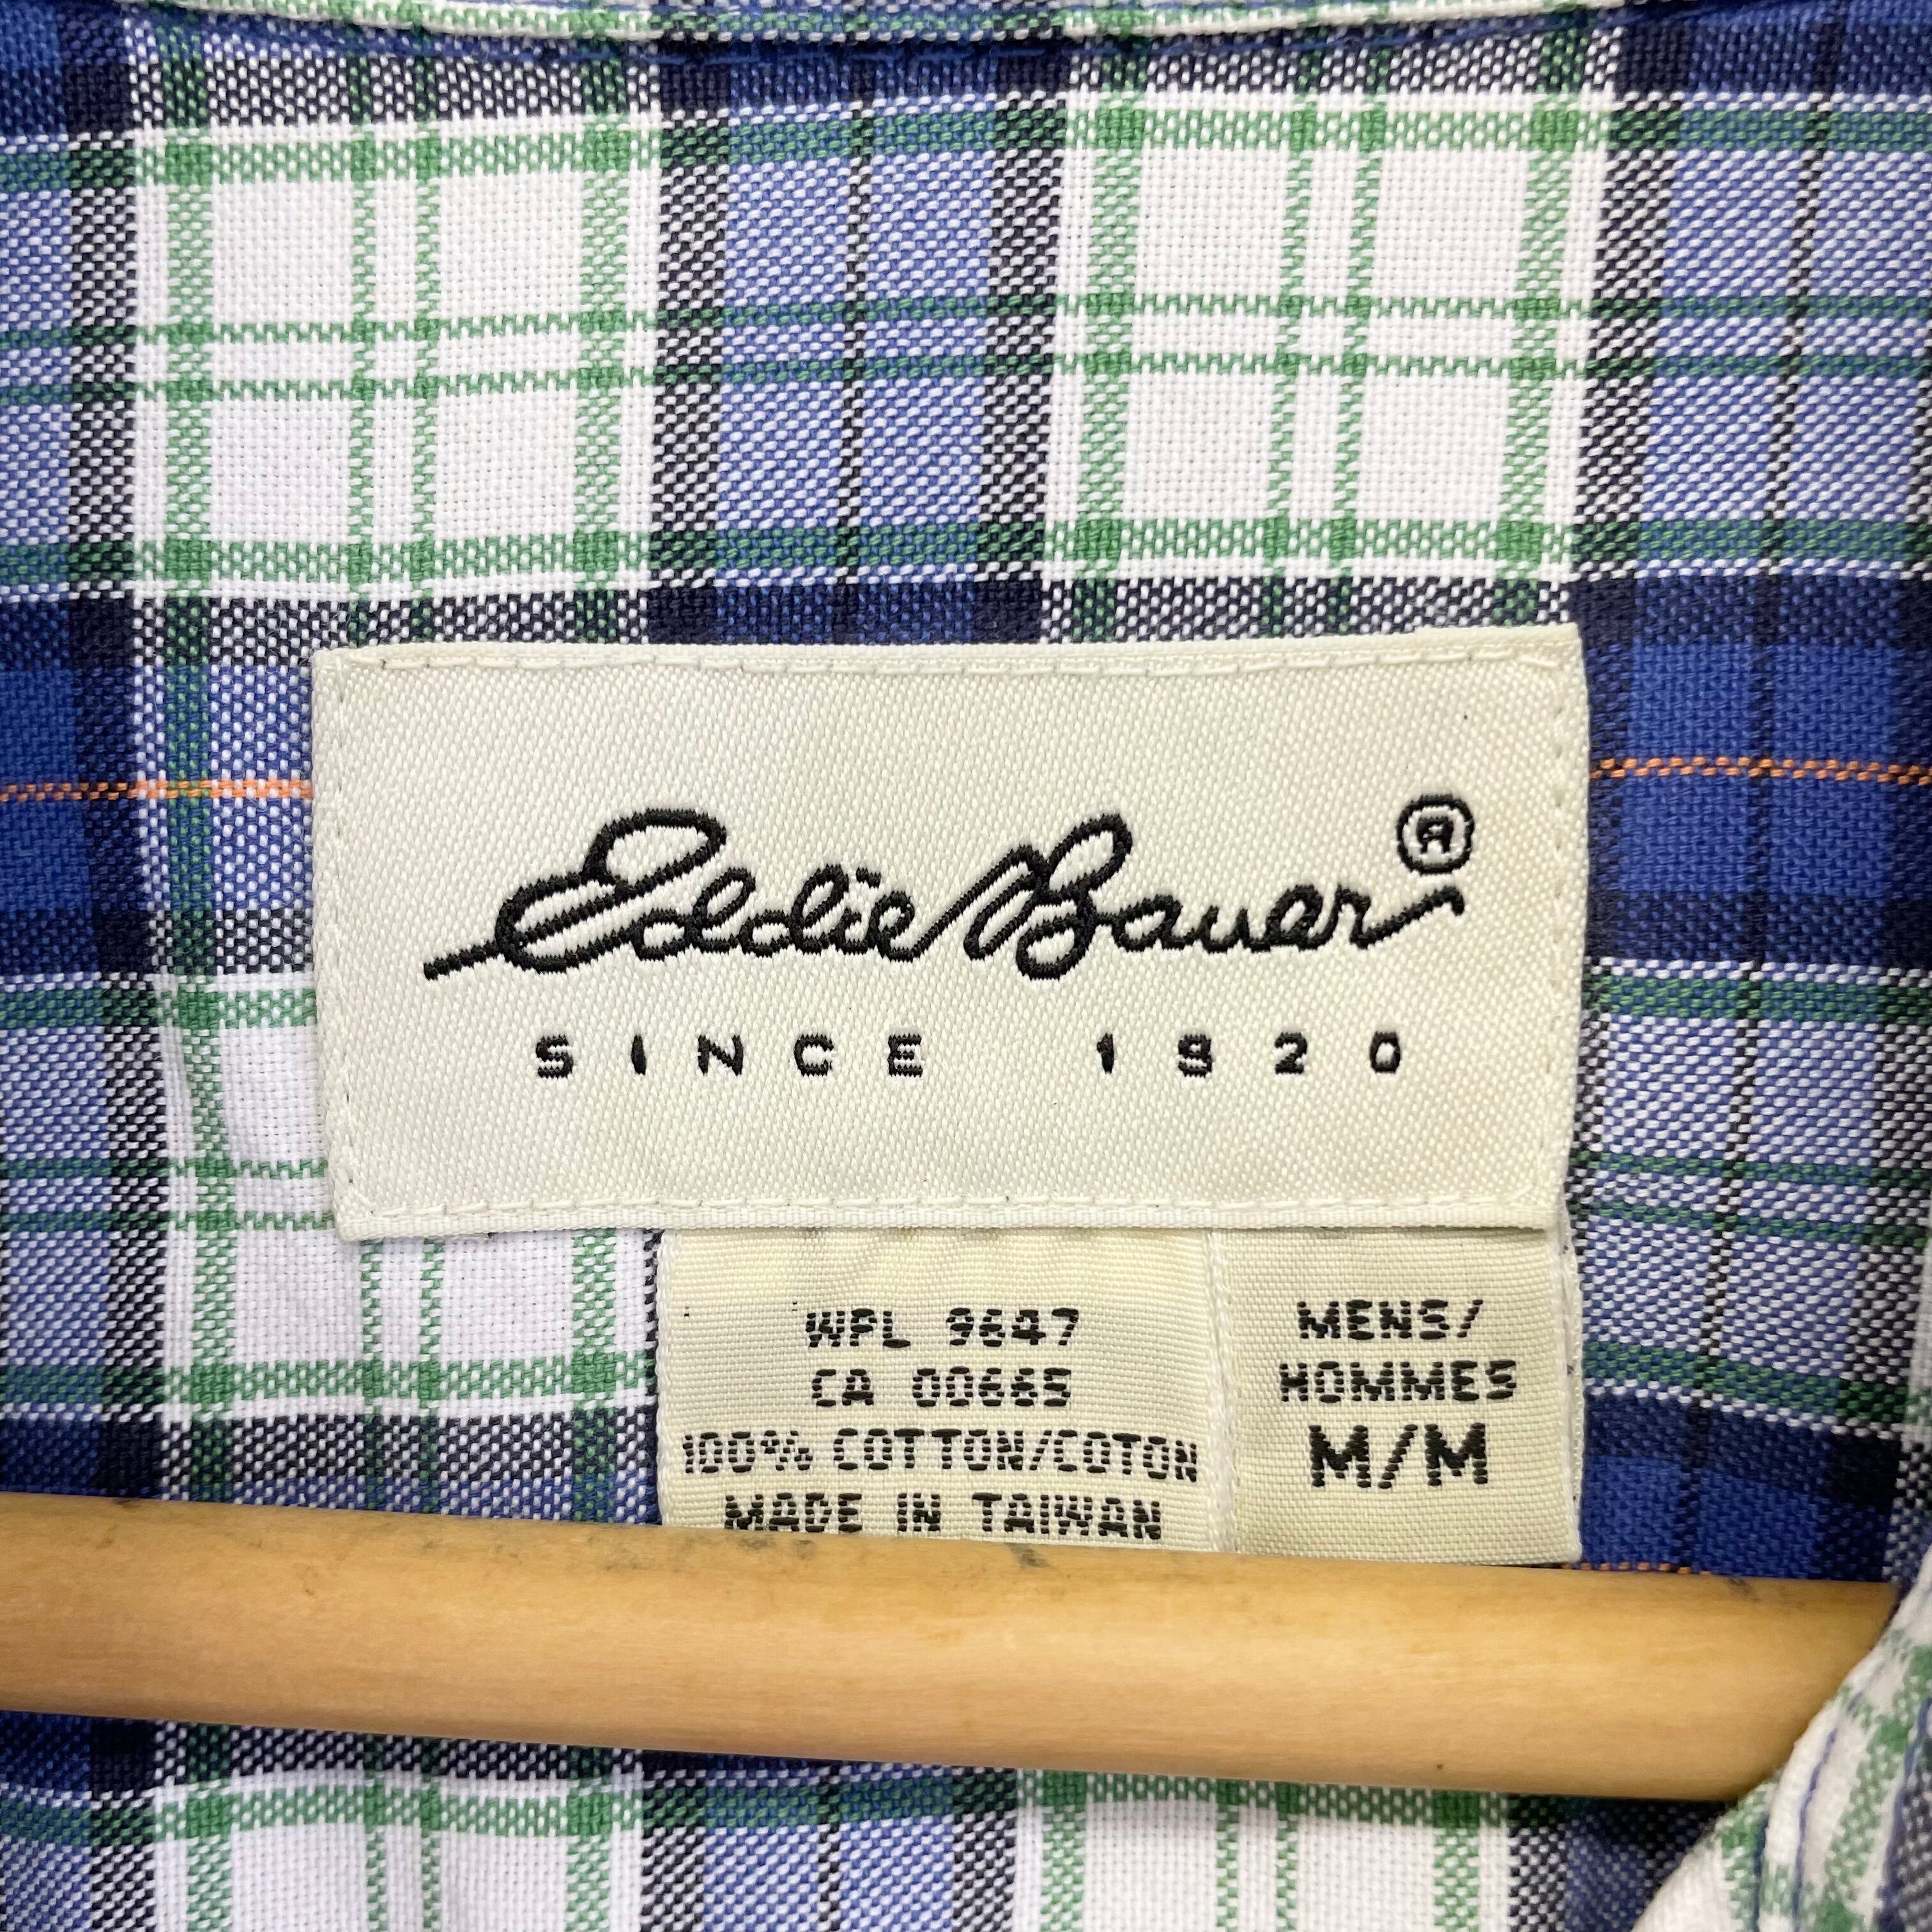 Eddie Bauer ®
SINCE 1920
WPL 9647
CA 00665
100% COTTON/COTON
MADE IN TAIWAN
MENS/
HOMMES
M/M